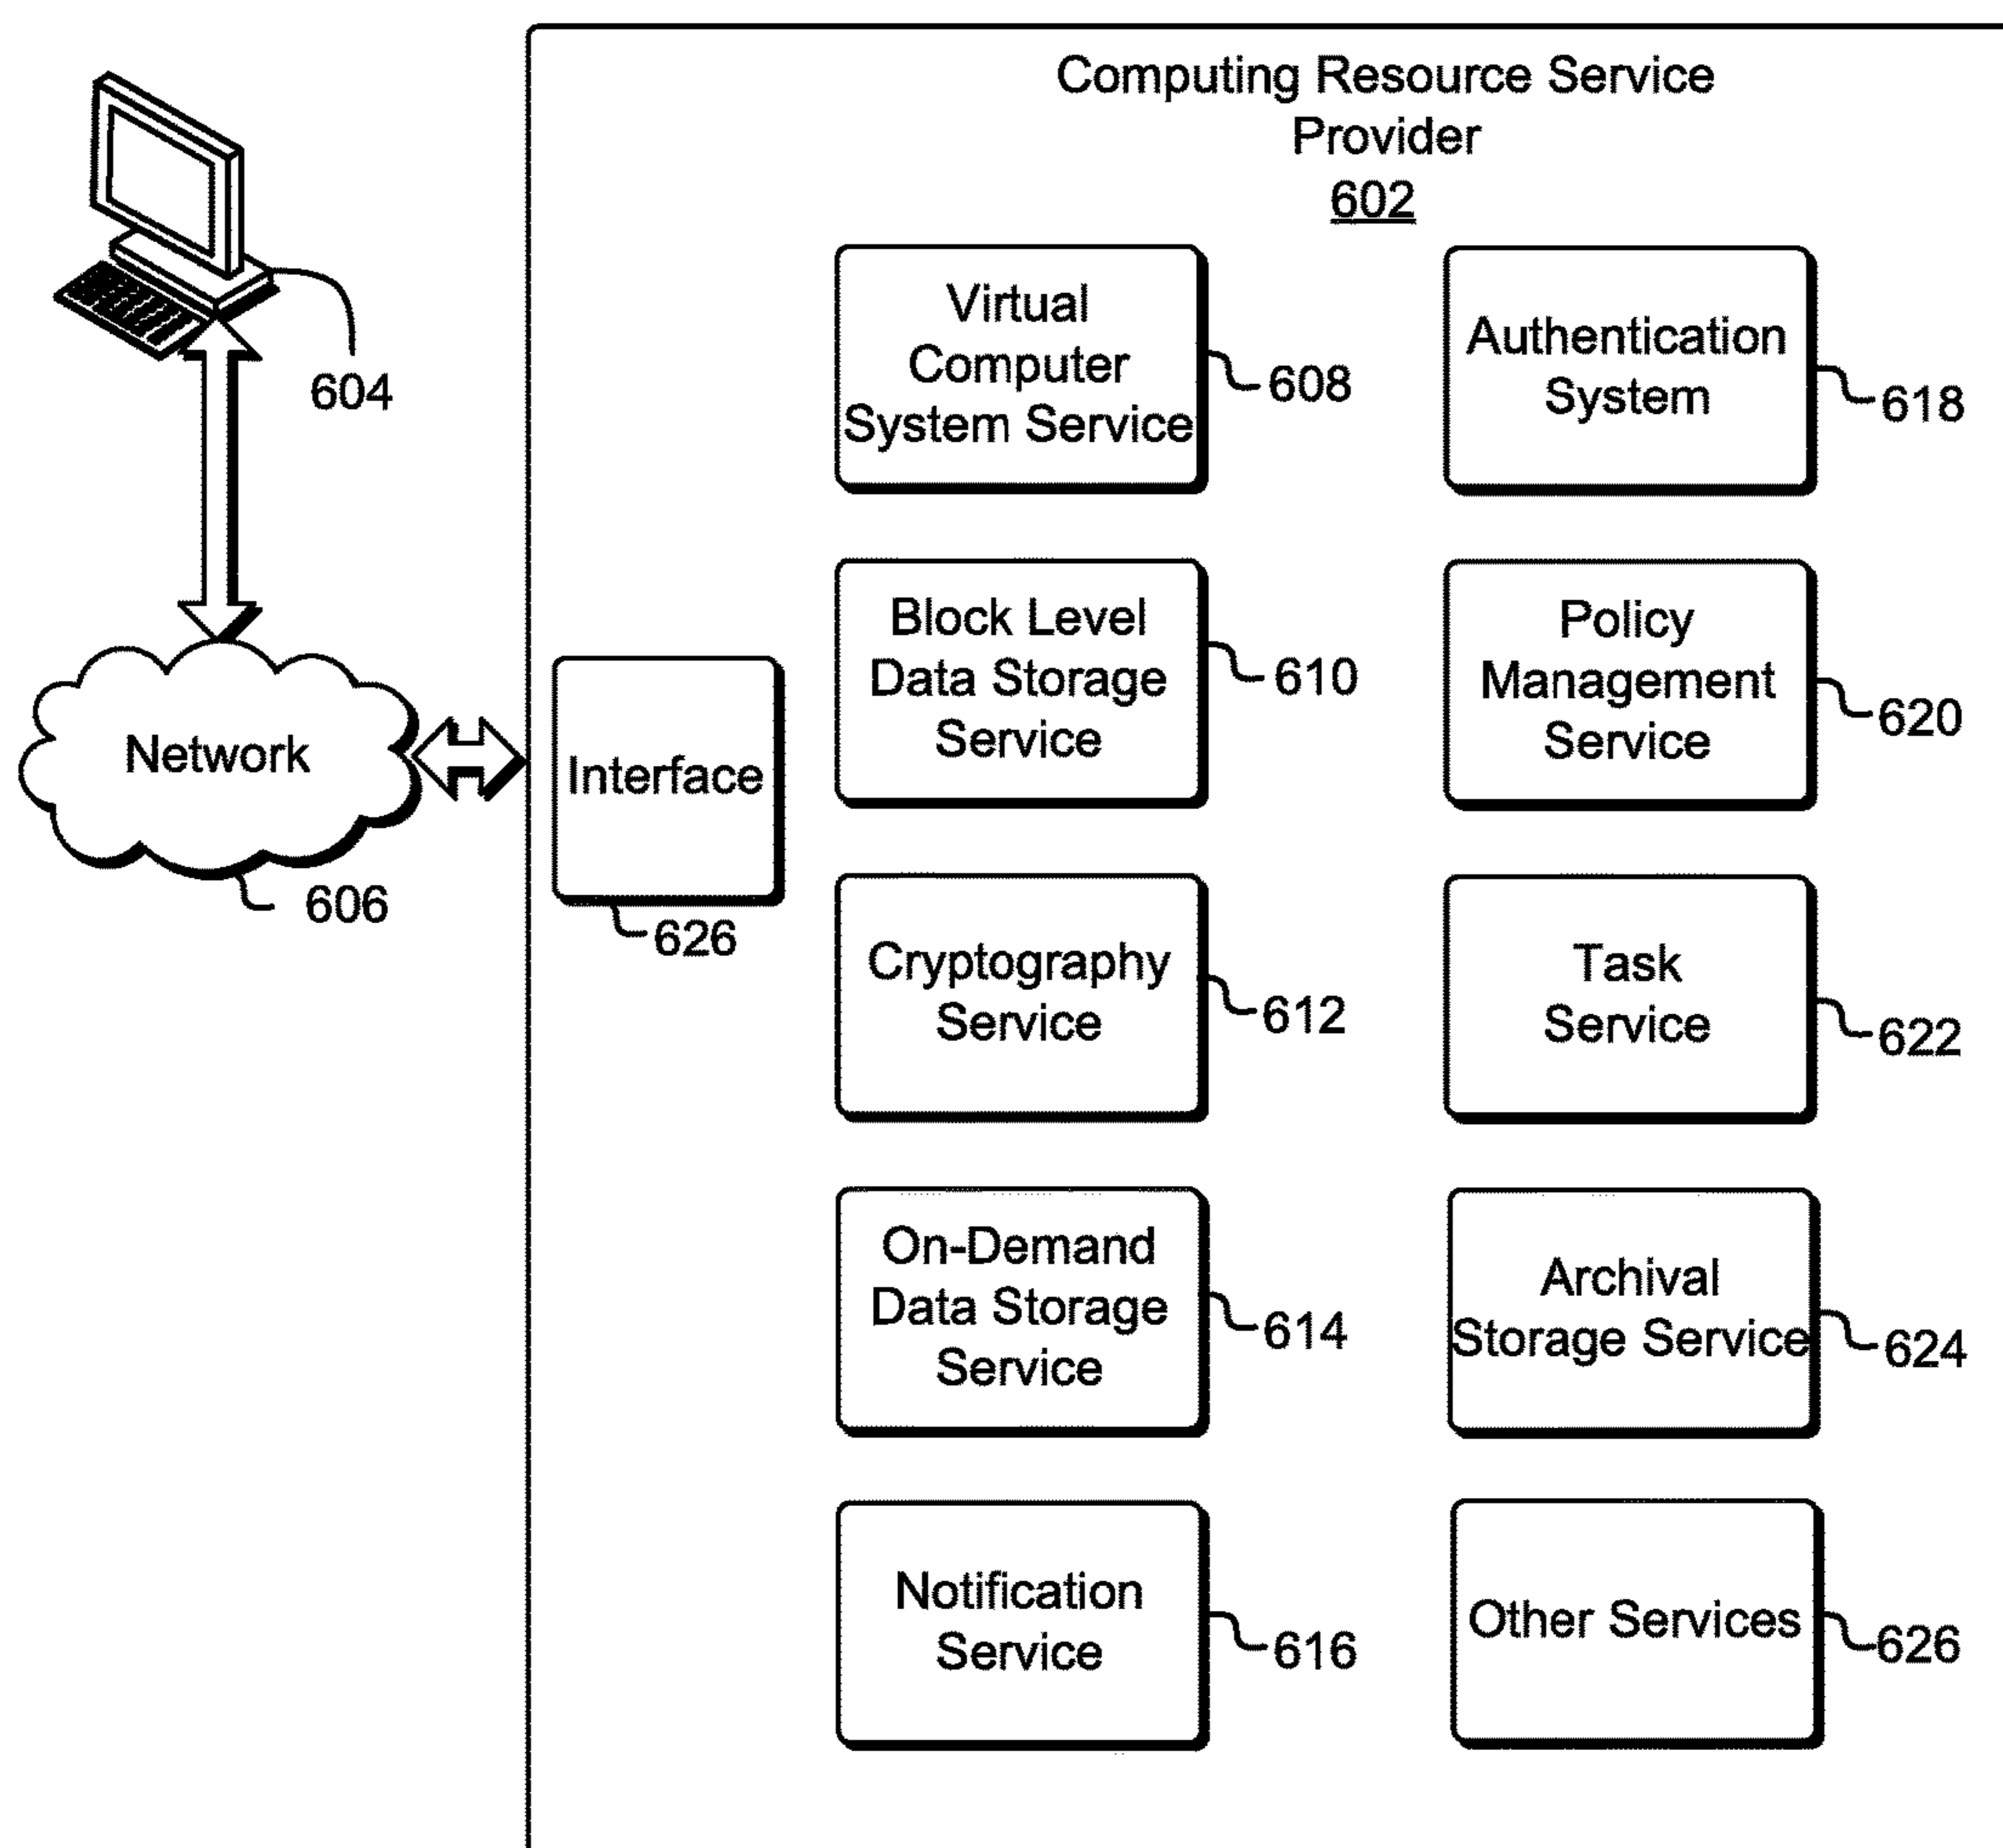 Computing Resource Service
Provider
602
604
Network
606
Interface
626
Virtual
Computer
System Service
608
Authentication
System
618
Block Level
Data Storage
Service
610
Policy
Management
Service
620
Cryptography
Service
612
Task
Service
622
On-Demand
Data Storage
Service
614
Archival
Storage Service
624
Notification
Service
616
Other Services
626